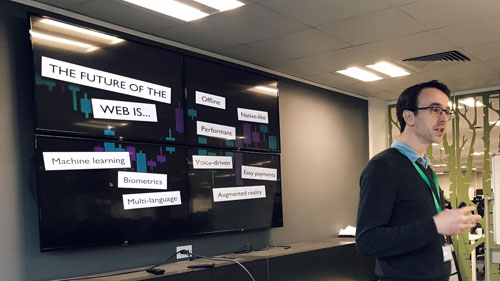 THE FUTURE OF THE
WEB IS...
Offline
Native-like
Performant
Machine learning
Voice-driven
Biometrics
Easy payments
Multi-language
Augmented reality